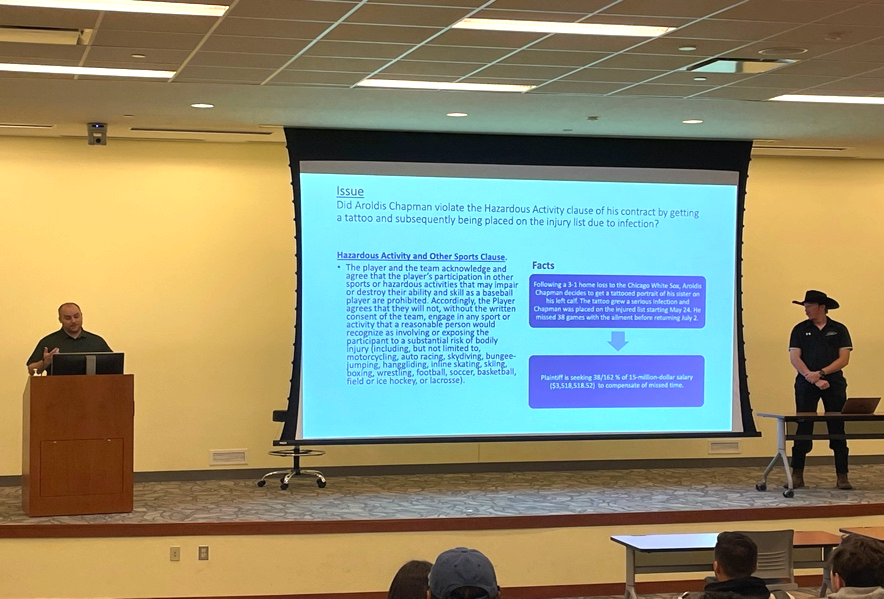 Issue
Did Aroldis Chapman violate the Hazardous Activity clause of his contract by getting
a tattoo and subsequently being placed on the injury list due to infection?
Hazardous Activity and Other Sports Clause.
• The player and the team acknowledge and
agree that the player's participation in other
sports or hazardous activities that may impair
or destroy their ability and skill as a baseball
player are prohibited. Accordingly, the Player
agrees that they will not, without the written
consent of the team, engage in any sport or
activity that a reasonable person would
recognize as involving or exposing the
participant to a substantial risk of bodily
injury (including, but not limited to,
motorcycling, auto racing, skydiving, bungee-
jumping, hanggliding, inline skating, skiing,
boxing, wrestling, football, soccer, basketball,
field or ice hockey, or lacrosse).
Facts
Following a 3-1 home loss to the Chicago White Sox, Aroldis
Chapman decides to get a tattooed portrait of his sister on
his left calf. The tattoo grew a serious infection and
Chapman was placed on the injured list starting May 24. He
missed 38 games with the ailment before returning July 2.
Plaintiff is seeking 38/162 % of 15-million-dollar salary
($3,518,518.52) to compensate of missed time.